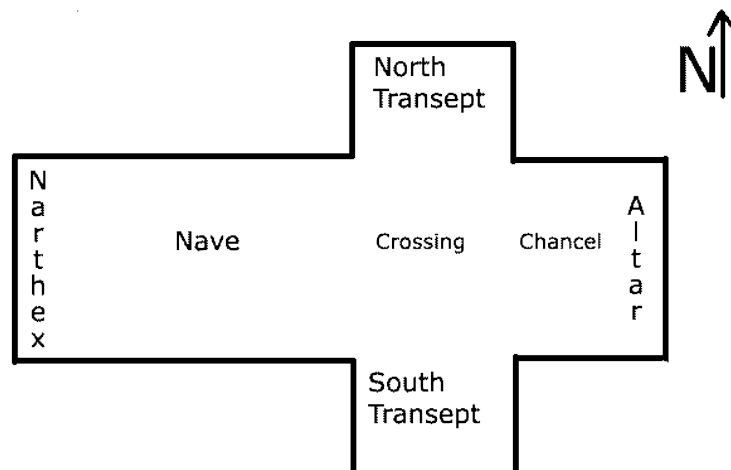 North
Transept
N
Narthex
Nave
Crossing
Chancel
Altar
South
Transept